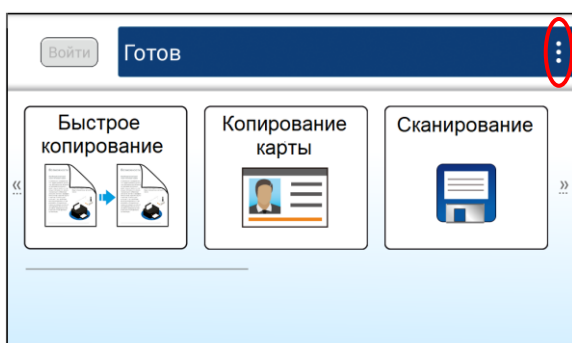 Войти
Готов
Быстрое
копирование
Копирование
карты
Сканирование
«
»